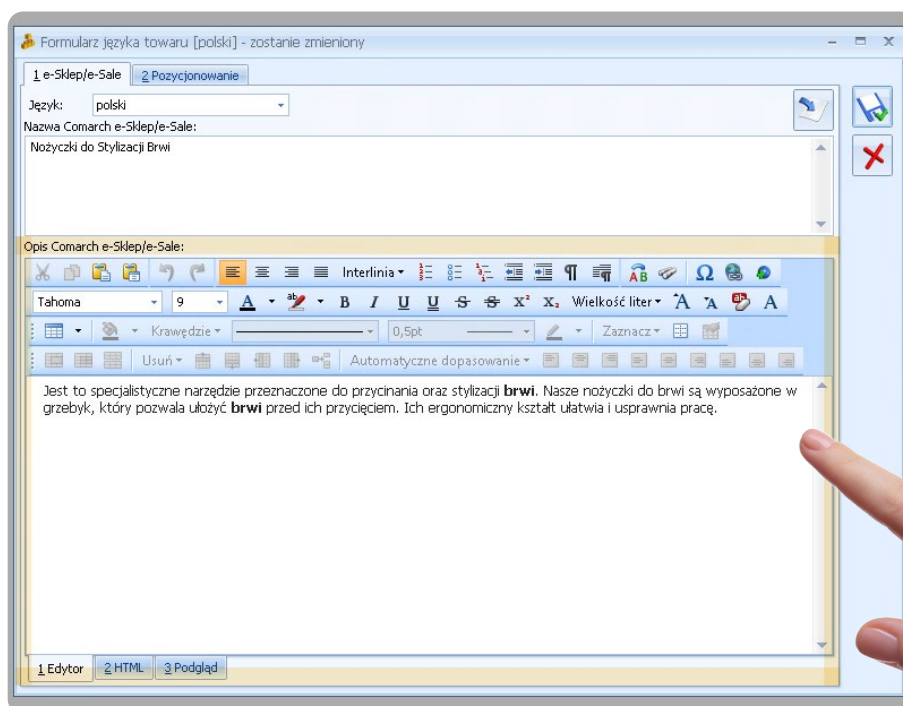 Formularz języka towaru [polski] - zostanie zmieniony
1 e-Sklep/e-Sale 2 Pozycjonowanie
Język: polski
Nazwa Comarch e-Sklep/e-Sale:
Nożyczki do Stylizacji Brwi
Opis Comarch e-Sklep/e-Sale:
Interlinia
Tahoma 9 A ab B I U U S S X² X₂ Wielkość liter A A A
Krawędzie 0,5pt Zaznacz
Usuń Automatyczne dopasowanie
Jest to specjalistyczne narzędzie przeznaczone do przycinania oraz stylizacji brwi. Nasze nożyczki do brwi są wyposażone w
grzebyk, który pozwala ułożyć brwi przed ich przycięciem. Ich ergonomiczny kształt ułatwia i usprawnia pracę.
1 Edytor 2 HTML 3 Podgląd